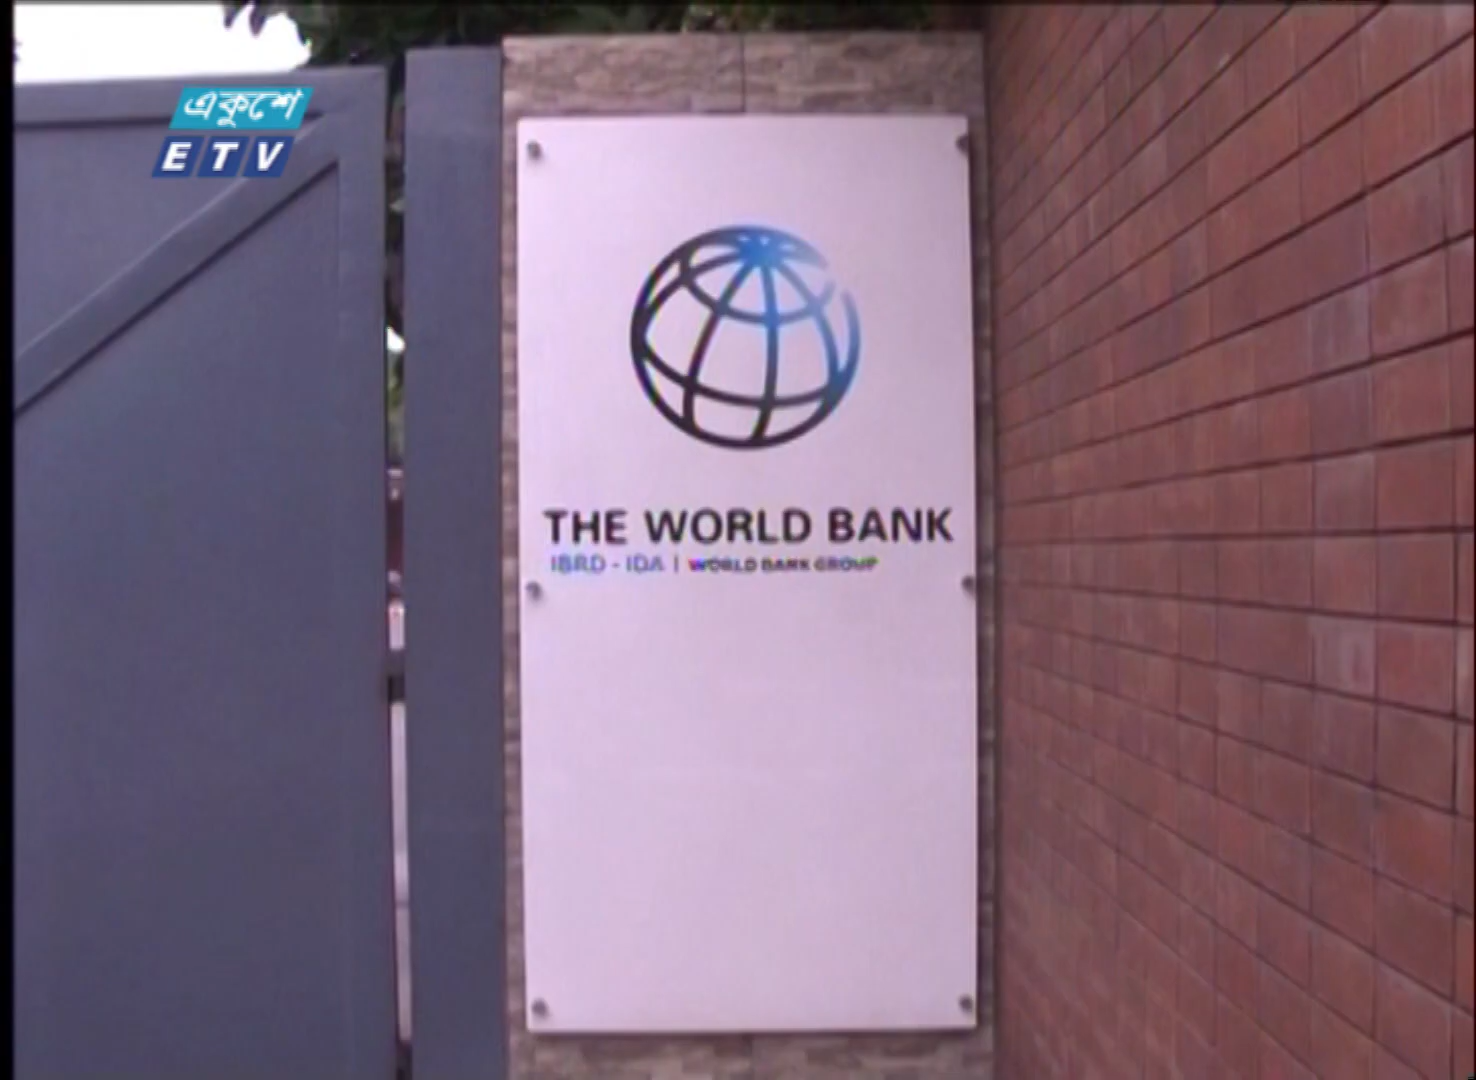 একুশে
ETV
THE WORLD BANK
IBRD - IDA | WORLD BANK GROUP